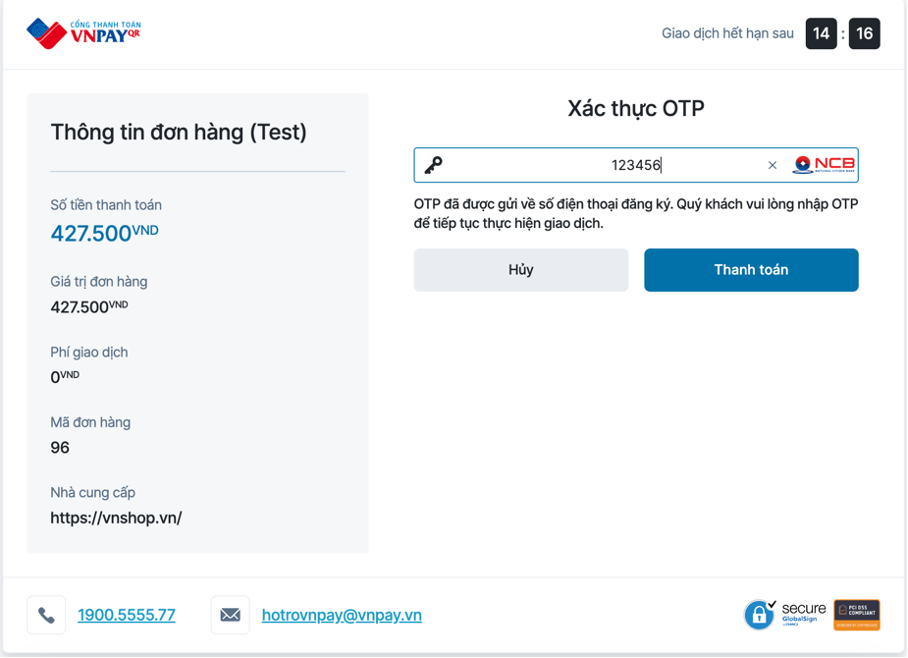 CỔNG THANH TOÁN
VNPAYQR
Giao dịch hết hạn sau 14 : 16
Thông tin đơn hàng (Test)
Số tiền thanh toán
427.500VND
Giá trị đơn hàng
427.500VND
Phí giao dịch
0VND
Mã đơn hàng
96
Nhà cung cấp
https://vnshop.vn/
Xác thực OTP
123456 × NCB
NATIONAL CITIZEN BANK
OTP đã được gửi về số điện thoại đăng ký. Quý khách vui lòng nhập OTP
để tiếp tục thực hiện giao dịch.
Hủy
Thanh toán
1900.5555.77
hotrovnpay@vnpay.vn
secure
GlobalSign
PCI DSS
COMPLIANT